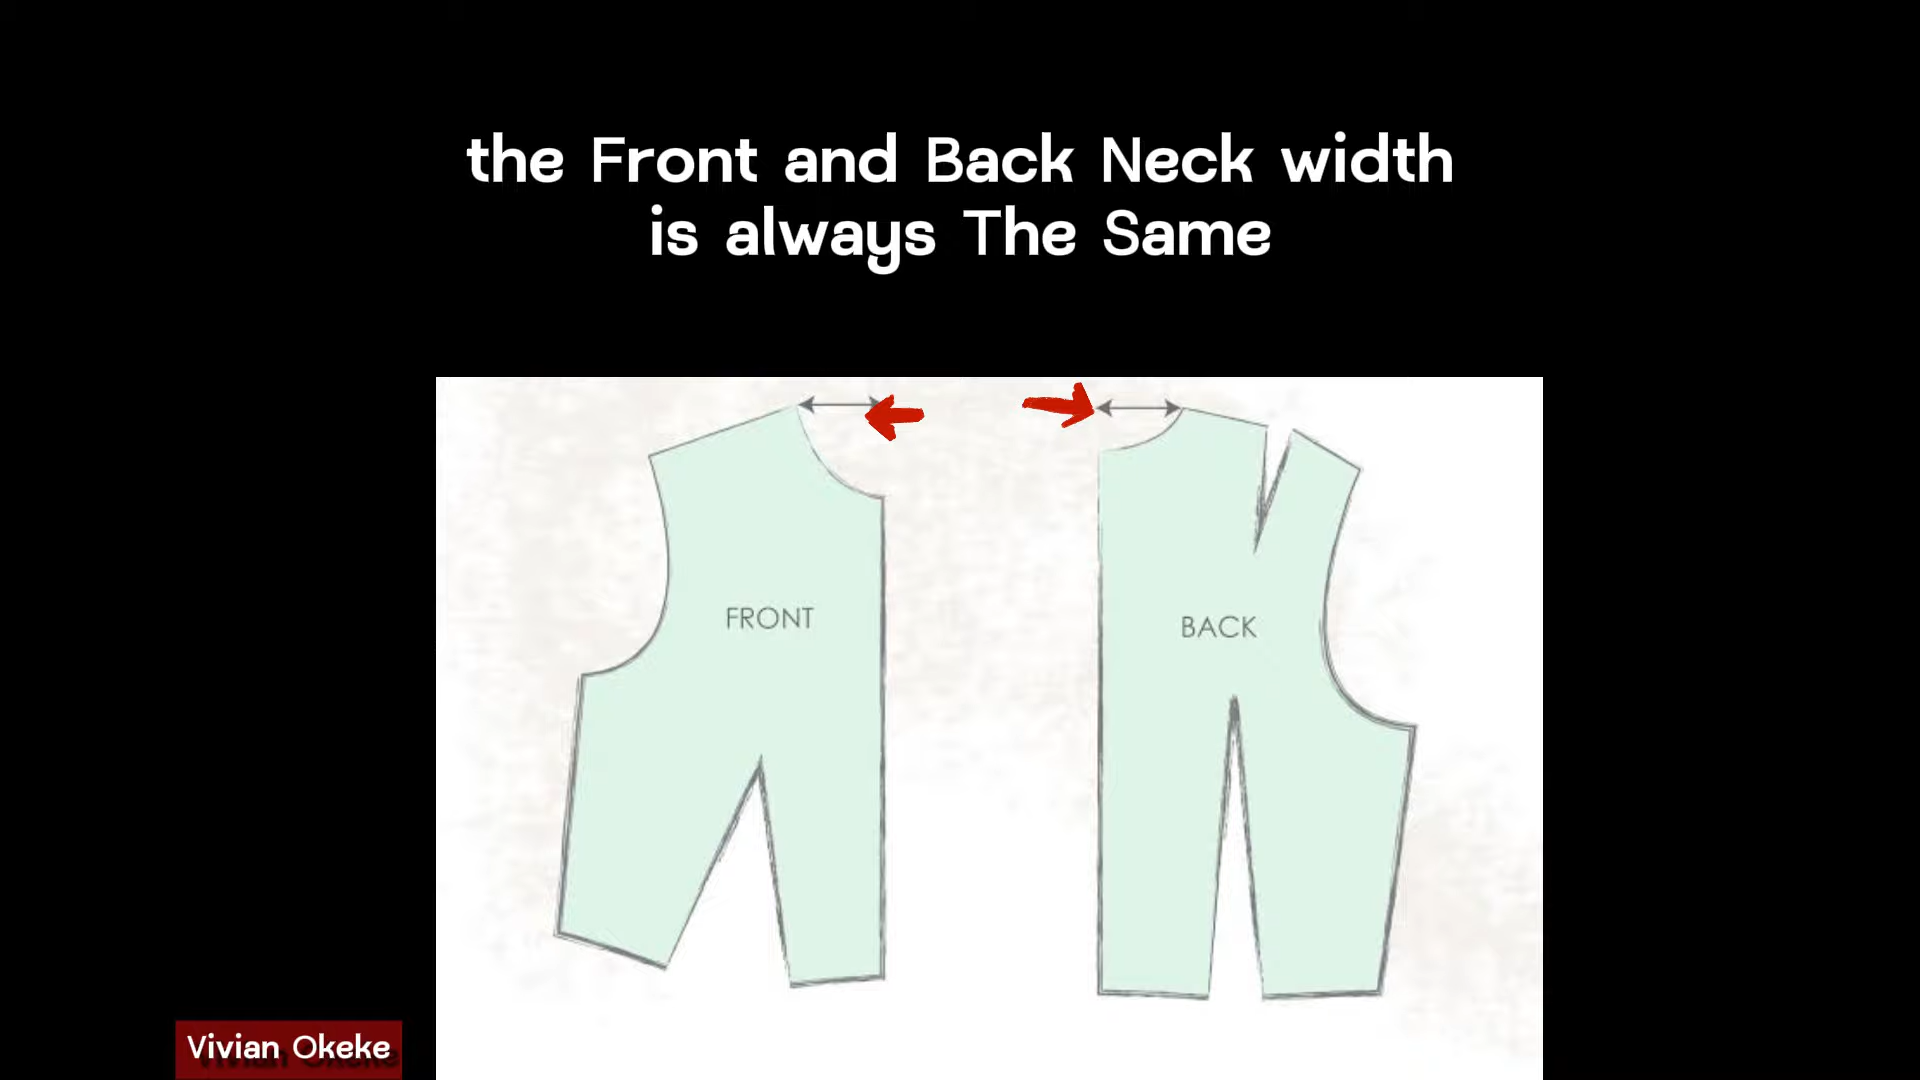 the Front and Back Neck width
is always The Same
FRONT
BACK
Vivian Okeke